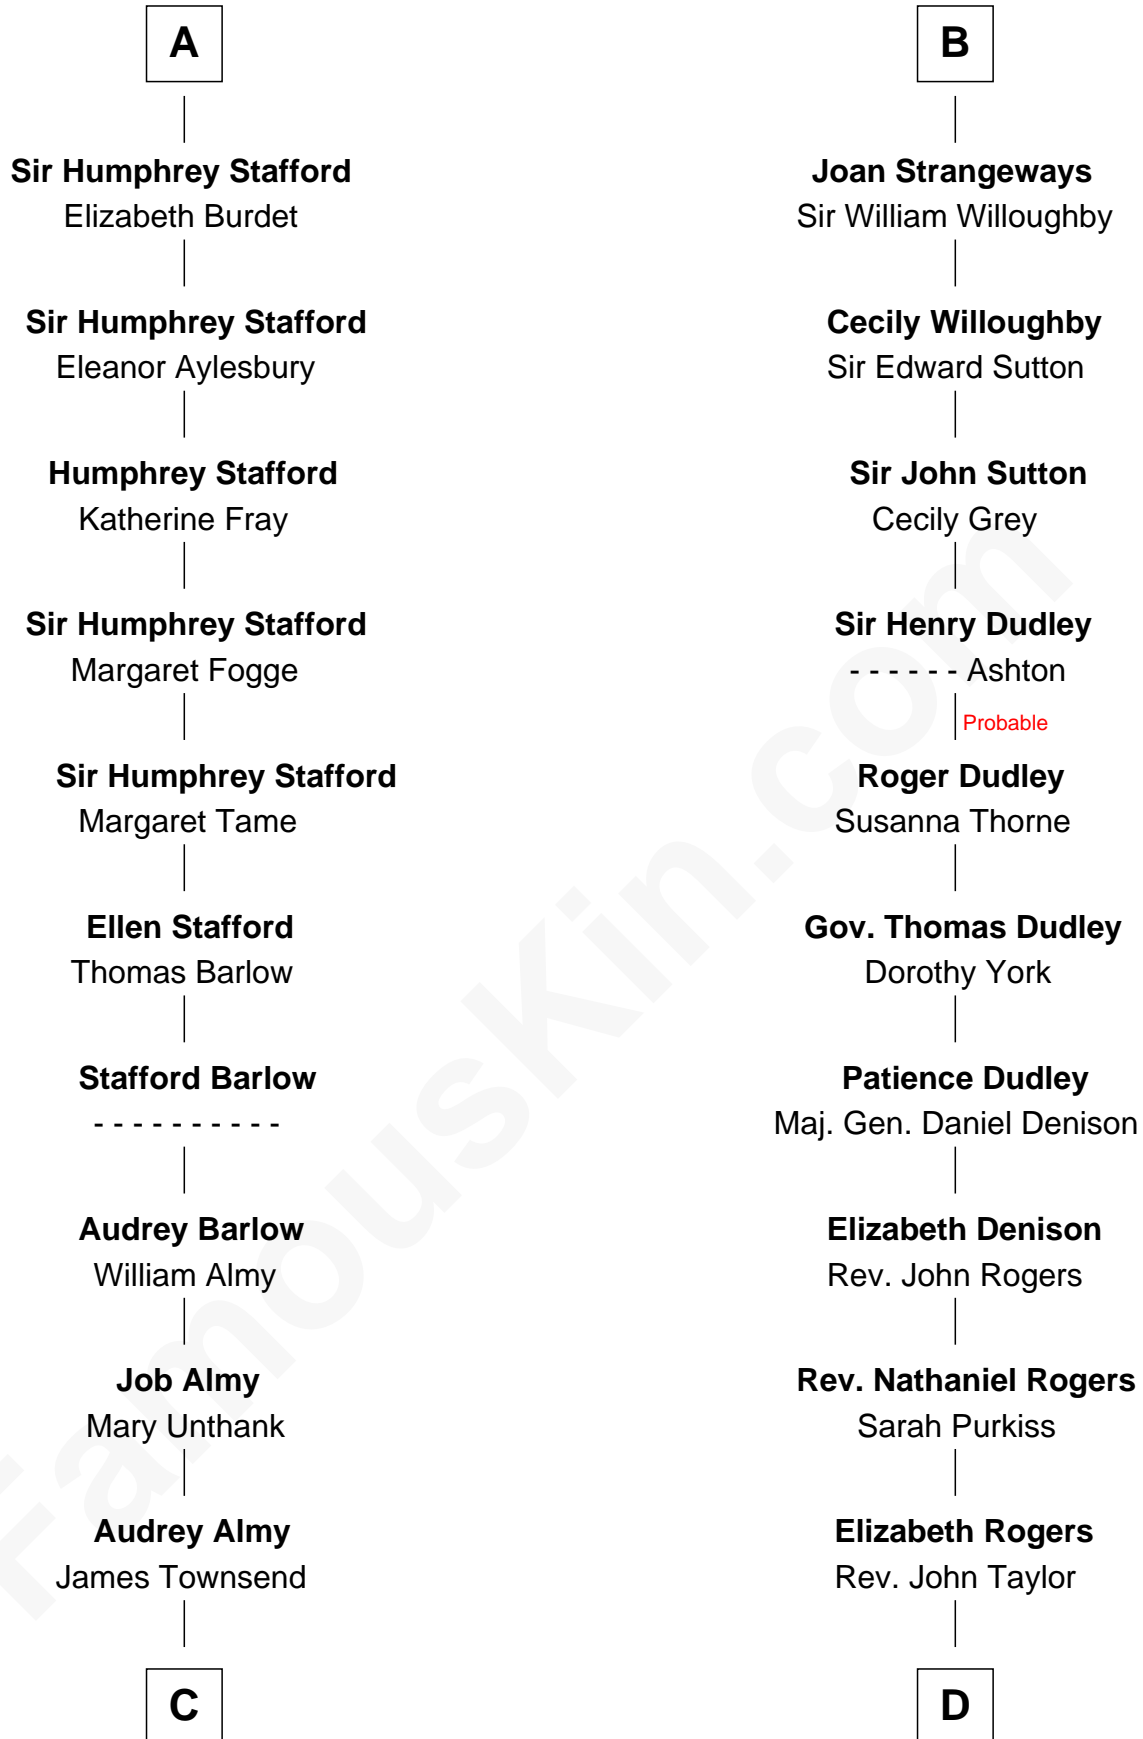 A
Sir Humphrey Stafford
Elizabeth Burdet
Sir Humphrey Stafford
Eleanor Aylesbury
Humphrey Stafford
Katherine Fray
Sir Humphrey Stafford
Margaret Fogge
Sir Humphrey Stafford
Margaret Tame
Ellen Stafford
Thomas Barlow
Stafford Barlow
- - - - - - - - - -
Audrey Barlow
William Almy
Job Almy
Mary Unthank
Audrey Almy
James Townsend
C
B
Joan Strangeways
Sir William Willoughby
Cecily Willoughby
Sir Edward Sutton
Sir John Sutton
Cecily Grey
Sir Henry Dudley
- - - - - - Ashton
Probable
Roger Dudley
Susanna Thorne
Gov. Thomas Dudley
Dorothy York
Patience Dudley
Maj. Gen. Daniel Denison
Elizabeth Denison
Rev. John Rogers
Rev. Nathaniel Rogers
Sarah Purkiss
Elizabeth Rogers
Rev. John Taylor
D
FamousKin.com